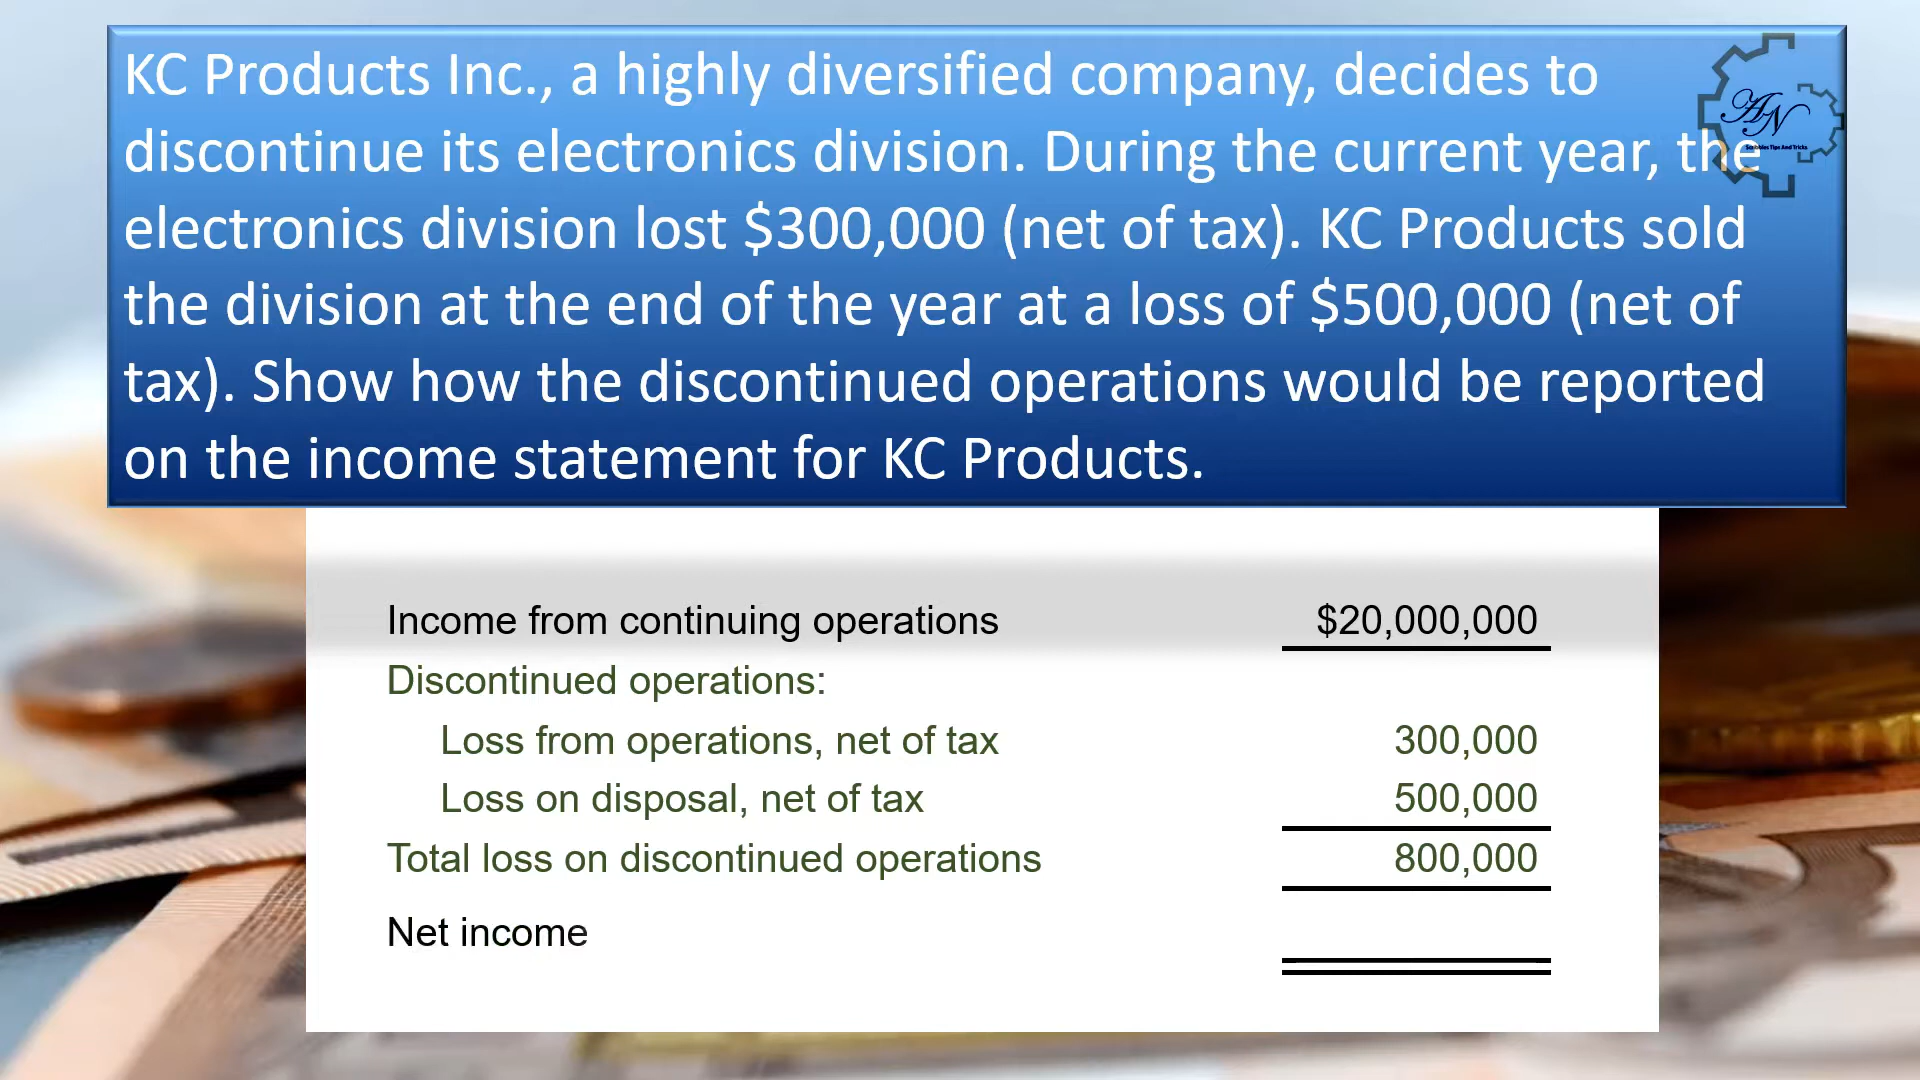 KC Products Inc., a highly diversified company, decides to
discontinue its electronics division. During the current year, the
electronics division lost $300,000 (net of tax). KC Products sold
the division at the end of the year at a loss of $500,000 (net of
tax). Show how the discontinued operations would be reported
on the income statement for KC Products.
AN
Tips And Tricks
Income from continuing operations $20,000,000
Discontinued operations:
Loss from operations, net of tax 300,000
Loss on disposal, net of tax 500,000
Total loss on discontinued operations 800,000
Net income